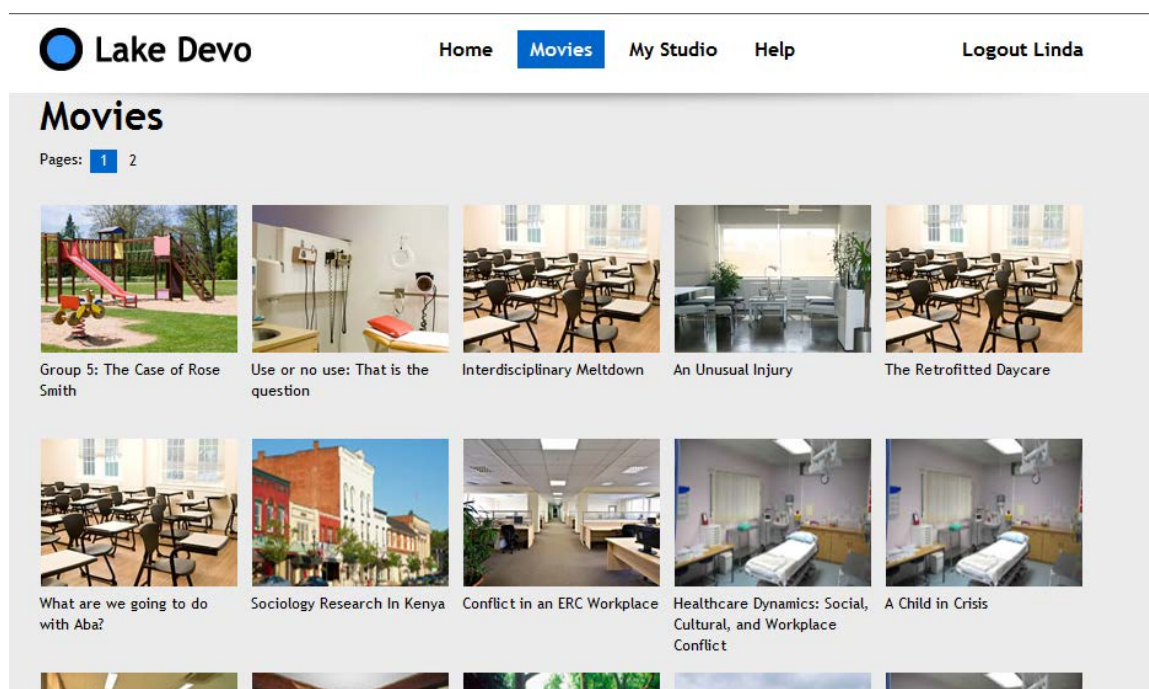 Lake Devo
Home Movies My Studio Help Logout Linda
Movies
Pages: 1 2
Group 5: The Case of Rose
Smith
Use or no use: That is the
question
Interdisciplinary Meltdown
An Unusual Injury
The Retrofitted Daycare
What are we going to do
with Aba?
Sociology Research In Kenya
Conflict in an ERC Workplace
Healthcare Dynamics: Social,
Cultural, and Workplace
Conflict
A Child in Crisis